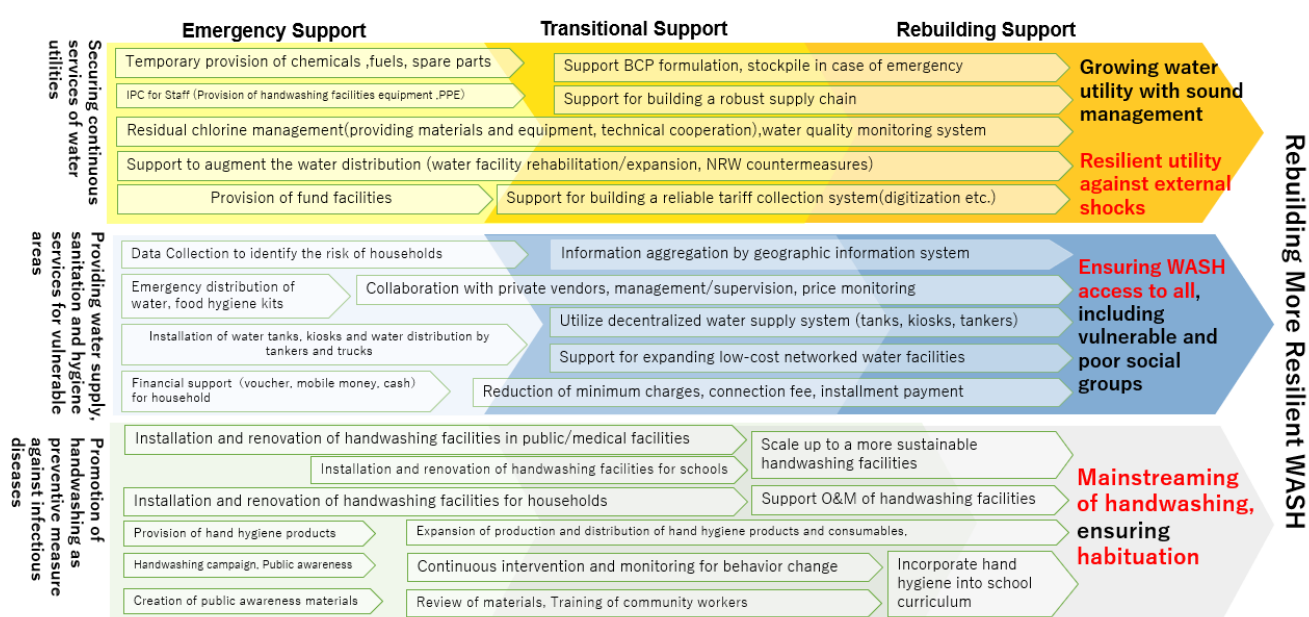 Emergency Support
Transitional Support
Rebuilding Support
Securing continuous
services of water
utilities
Temporary provision of chemicals ,fuels, spare parts
Support BCP formulation, stockpile in case of emergency
IPC for Staff (Provision of handwashing facilities equipment ,PPE)
Support for building a robust supply chain
Residual chlorine management(providing materials and equipment, technical cooperation),water quality monitoring system
Support to augment the water distribution (water facility rehabilitation/expansion, NRW countermeasures)
Provision of fund facilities
Support for building a reliable tariff collection system(digitization etc.)
Growing water
utility with sound
management
Resilient utility
against external
shocks
Providing water supply,
sanitation and hygiene
services for vulnerable
areas
Data Collection to identify the risk of households
Information aggregation by geographic information system
Emergency distribution of
water, food hygiene kits
Collaboration with private vendors, management/supervision, price monitoring
Installation of water tanks, kiosks and water distribution by
tankers and trucks
Utilize decentralized water supply system (tanks, kiosks, tankers)
Support for expanding low-cost networked water facilities
Financial support (voucher, mobile money, cash)
for household
Reduction of minimum charges, connection fee, installment payment
Ensuring WASH
access to all,
including
vulnerable and
poor social
groups
Promotion of
handwashing as
preventive measure
against infectious
diseases
Installation and renovation of handwashing facilities in public/medical facilities
Installation and renovation of handwashing facilities for schools
Installation and renovation of handwashing facilities for households
Scale up to a more sustainable
handwashing facilities
Support O&M of handwashing facilities
Provision of hand hygiene products
Expansion of production and distribution of hand hygiene products and consumables,
Handwashing campaign, Public awareness
Continuous intervention and monitoring for behavior change
Creation of public awareness materials
Review of materials, Training of community workers
Incorporate hand
hygiene into school
curriculum
Mainstreaming
of handwashing,
ensuring
habituation
Rebuilding More Resilient WASH